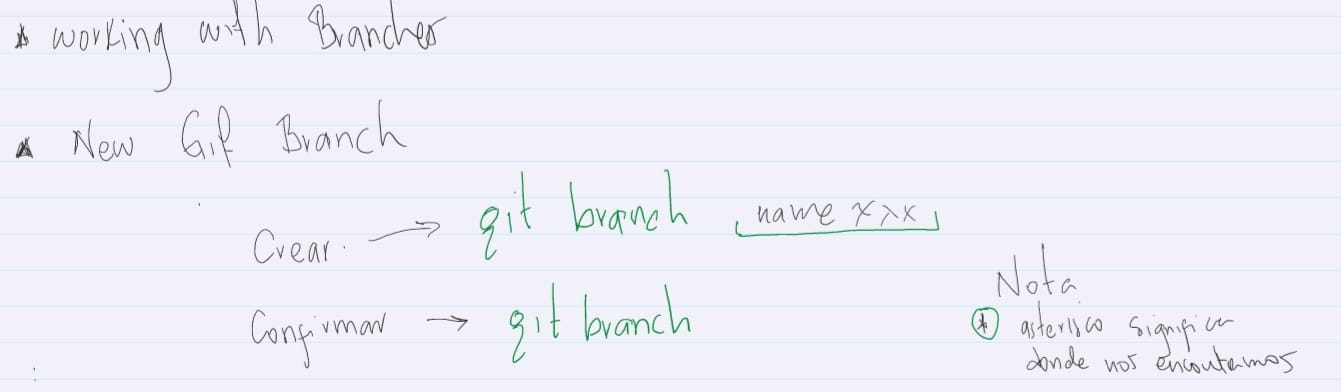 * working with Branches
* New Git Branch
Crear. → git branch [name xxx]
Confirmar → git branch
Nota
* asterisco significa
donde nos encontramos